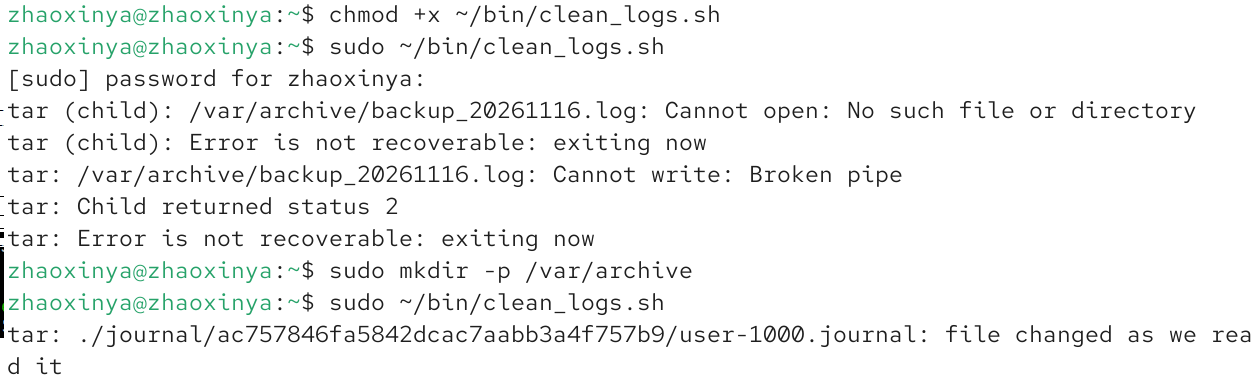 zhaoxinya@zhaoxinya:~$ chmod +x ~/bin/clean_logs.sh
zhaoxinya@zhaoxinya:~$ sudo ~/bin/clean_logs.sh
[sudo] password for zhaoxinya:
tar (child): /var/archive/backup_20261116.log: Cannot open: No such file or directory
tar (child): Error is not recoverable: exiting now
tar: /var/archive/backup_20261116.log: Cannot write: Broken pipe
tar: Child returned status 2
tar: Error is not recoverable: exiting now
zhaoxinya@zhaoxinya:~$ sudo mkdir -p /var/archive
zhaoxinya@zhaoxinya:~$ sudo ~/bin/clean_logs.sh
tar: ./journal/ac757846fa5842dcac7aabb3a4f757b9/user-1000.journal: file changed as we rea
d it